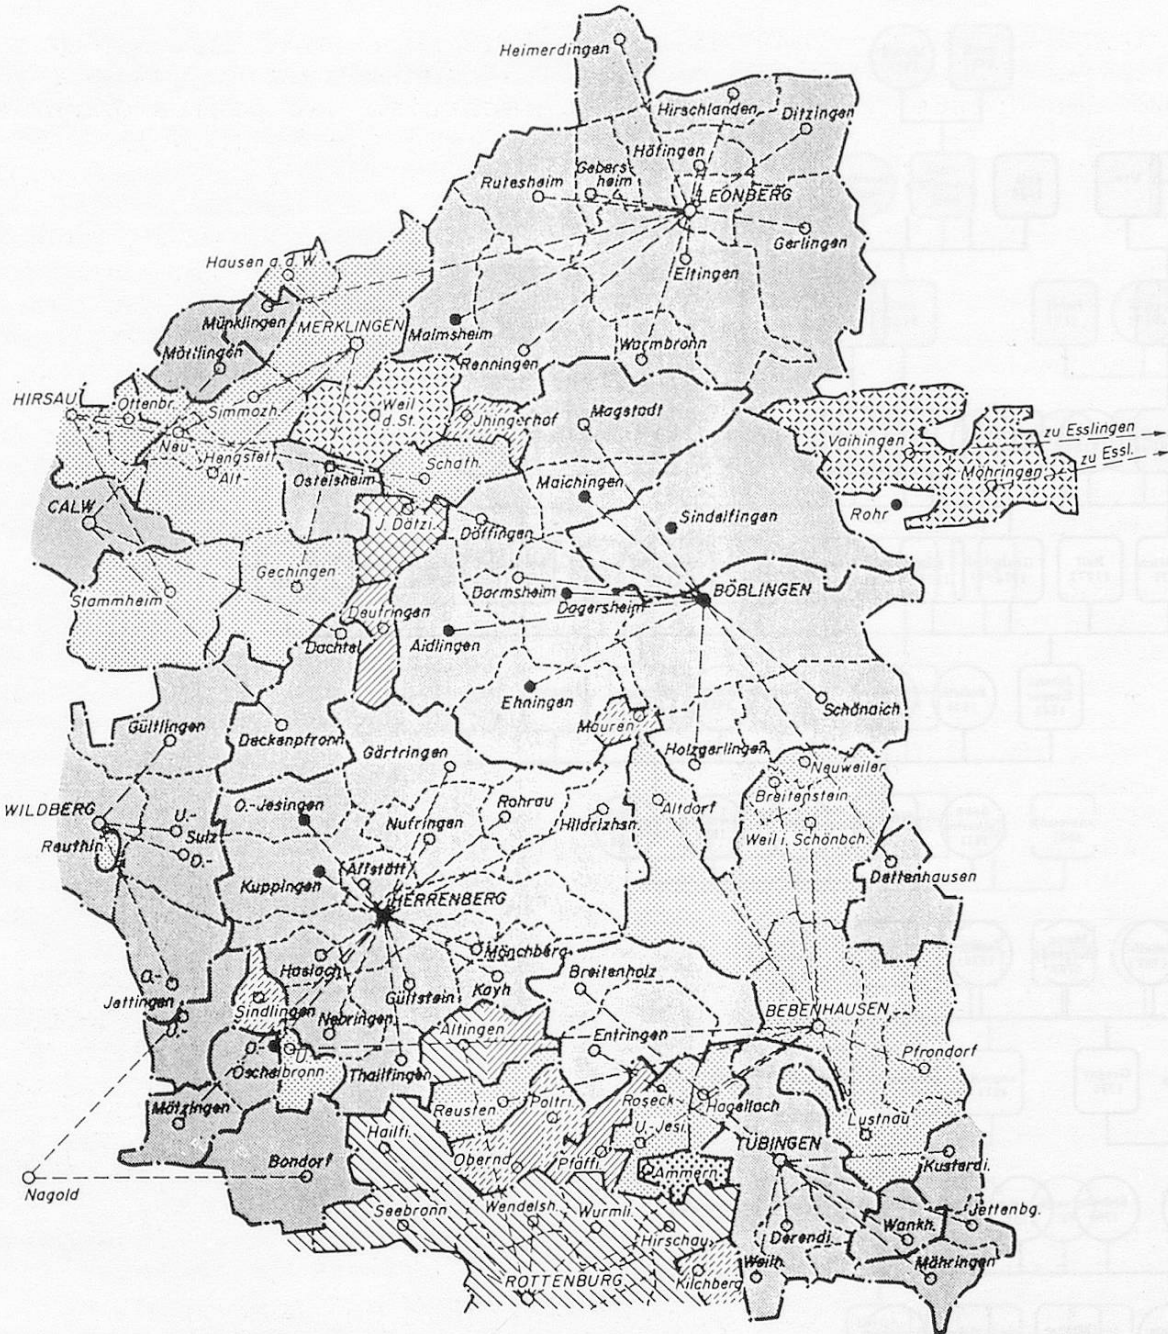 Heimerdingen
Hirschlanden
Ditzingen
Höfingen
Gebers-
heim
Rutesheim
LEONBERG
Gerlingen
Eltingen
Hausen a.d.W.
Münklingen
MERKLINGEN
Malmsheim
Möttlingen
Renningen
Warmbronn
HIRSAU
Ottenbr.
Simmozh.
Weil
d.St.
Jhingerhof
Magstadt
zu Esslingen
Vaihingen
Neu-
Hengstett
Alt-
Ostelsheim
Schafh.
Maichingen
zu Essl.
Möhringen
CALW
J. Dätzi.
Döffingen
Sindelfingen
Rohr
Gechingen
Stammheim
Darmsheim
Dagersheim
BÖBLINGEN
Deufringen
Dachtel
Aidlingen
Ehningen
Schönaich
Gültlingen
Deckenpfronn
Mauren
Gärtringen
Holzgerlingen
Neuweiler
Breitenstein
WILDBERG
U.-
Sulz
O.-
O.-Jesingen
Rohrau
Nufringen
Hildrizhsn.
Altdorf
Weil i. Schönbch.
Reuthin
Kuppingen
Affstätt
Dettenhausen
HERRENBERG
Haslach
Mönchberg
Kayh
Gültstein
Breitenholz
O.-
Jettingen
U.-
Sindlingen
Nebringen
Altingen
BEBENHAUSEN
Entringen
O.-
U.-
Öschelbronn
Thailfingen
Pfrondorf
Mötzingen
Reusten
Poltri.
Roseck
Hagelloch
Lustnau
Hailfi.
U.-Jesi.
TÜBINGEN
Nagold
Bondorf
Obernd.
Pfäffi.
Ammern
Kusterdi.
Seebronn
Wendelsh.
Wurmli.
Hirschau
Derendi.
Wankh.
Jettenbg.
ROTTENBURG
Kilchberg
Weilh.
Mähringen